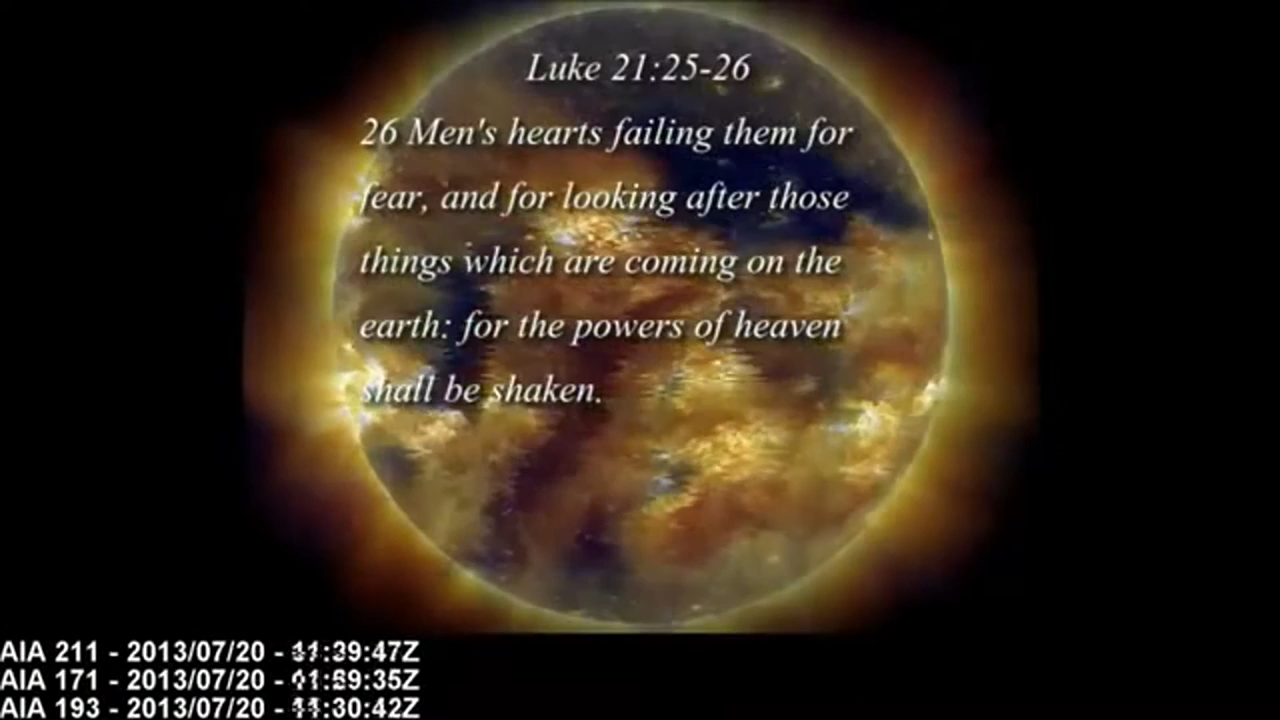 Luke 21:25-26
26 Men's hearts failing them for
fear, and for looking after those
things which are coming on the
earth: for the powers of heaven
shall be shaken.
AIA 211 - 2013/07/20 -
AIA 171 - 2013/07/20 -
AIA 193 - 2013/07/20 -